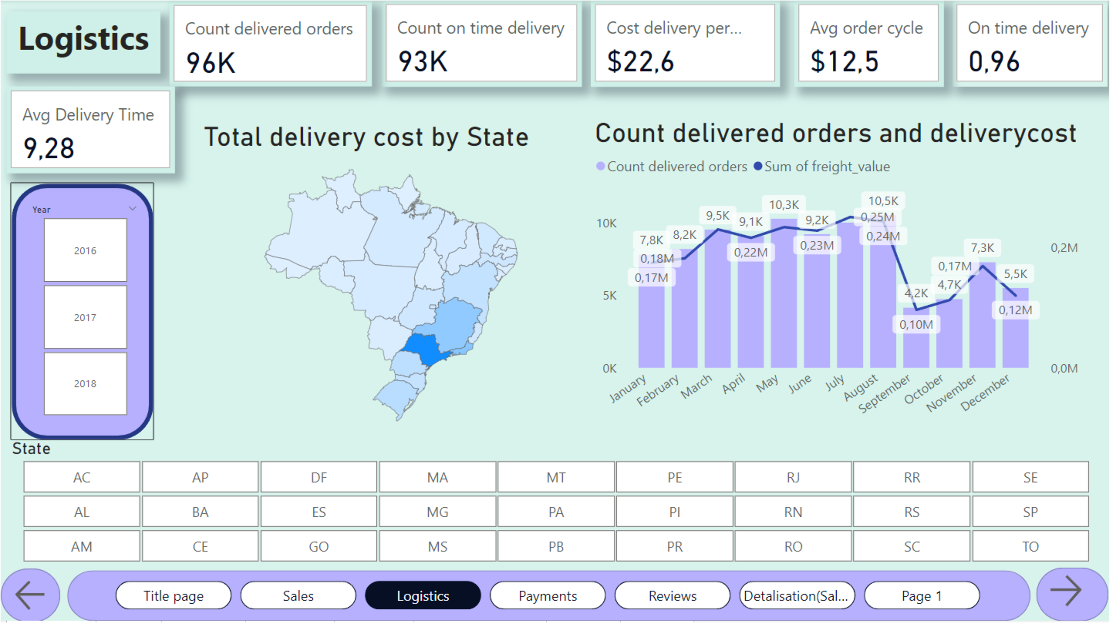 Logistics
Count delivered orders
96K
Count on time delivery
93K
Cost delivery per...
$22,6
Avg order cycle
$12,5
On time delivery
0,96
Avg Delivery Time
9,28
Year
2016
2017
2018
Total delivery cost by State
Count delivered orders and deliverycost
Count delivered orders Sum of freight_value
10K
5K
0K
7,8K
8,2K
9,5K
9,1K
10,3K
9,2K
10,5K
4,2K
4,7K
7,3K
5,5K
0,17M
0,18M
0,22M
0,23M
0,25M
0,24M
0,10M
0,17M
0,12M
0,2M
0,0M
January
February
March
April
May
June
July
August
September
October
November
December
State
AC AP DF MA MT PE RJ RR SE
AL BA ES MG PA PI RN RS SP
AM CE GO MS PB PR RO SC TO
Title page Sales Logistics Payments Reviews Detalisation(Sal... Page 1